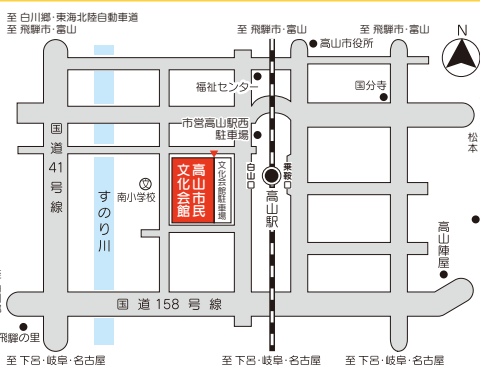 至 白川郷・東海北陸自動車道
至 飛騨市・富山
至 飛騨市・富山
至 飛騨市・富山
N
高山市役所
福祉センター
国分寺
市営高山駅西
駐車場
国道41号線
すのり川
文
南小学校
高山市民
文化会館
文化会館駐車場
白山口
乗鞍口
高山駅
松本
高山陣屋
国道158号線
飛騨の里
至 下呂・岐阜・名古屋
至 下呂・岐阜・名古屋
至 下呂・岐阜・名古屋